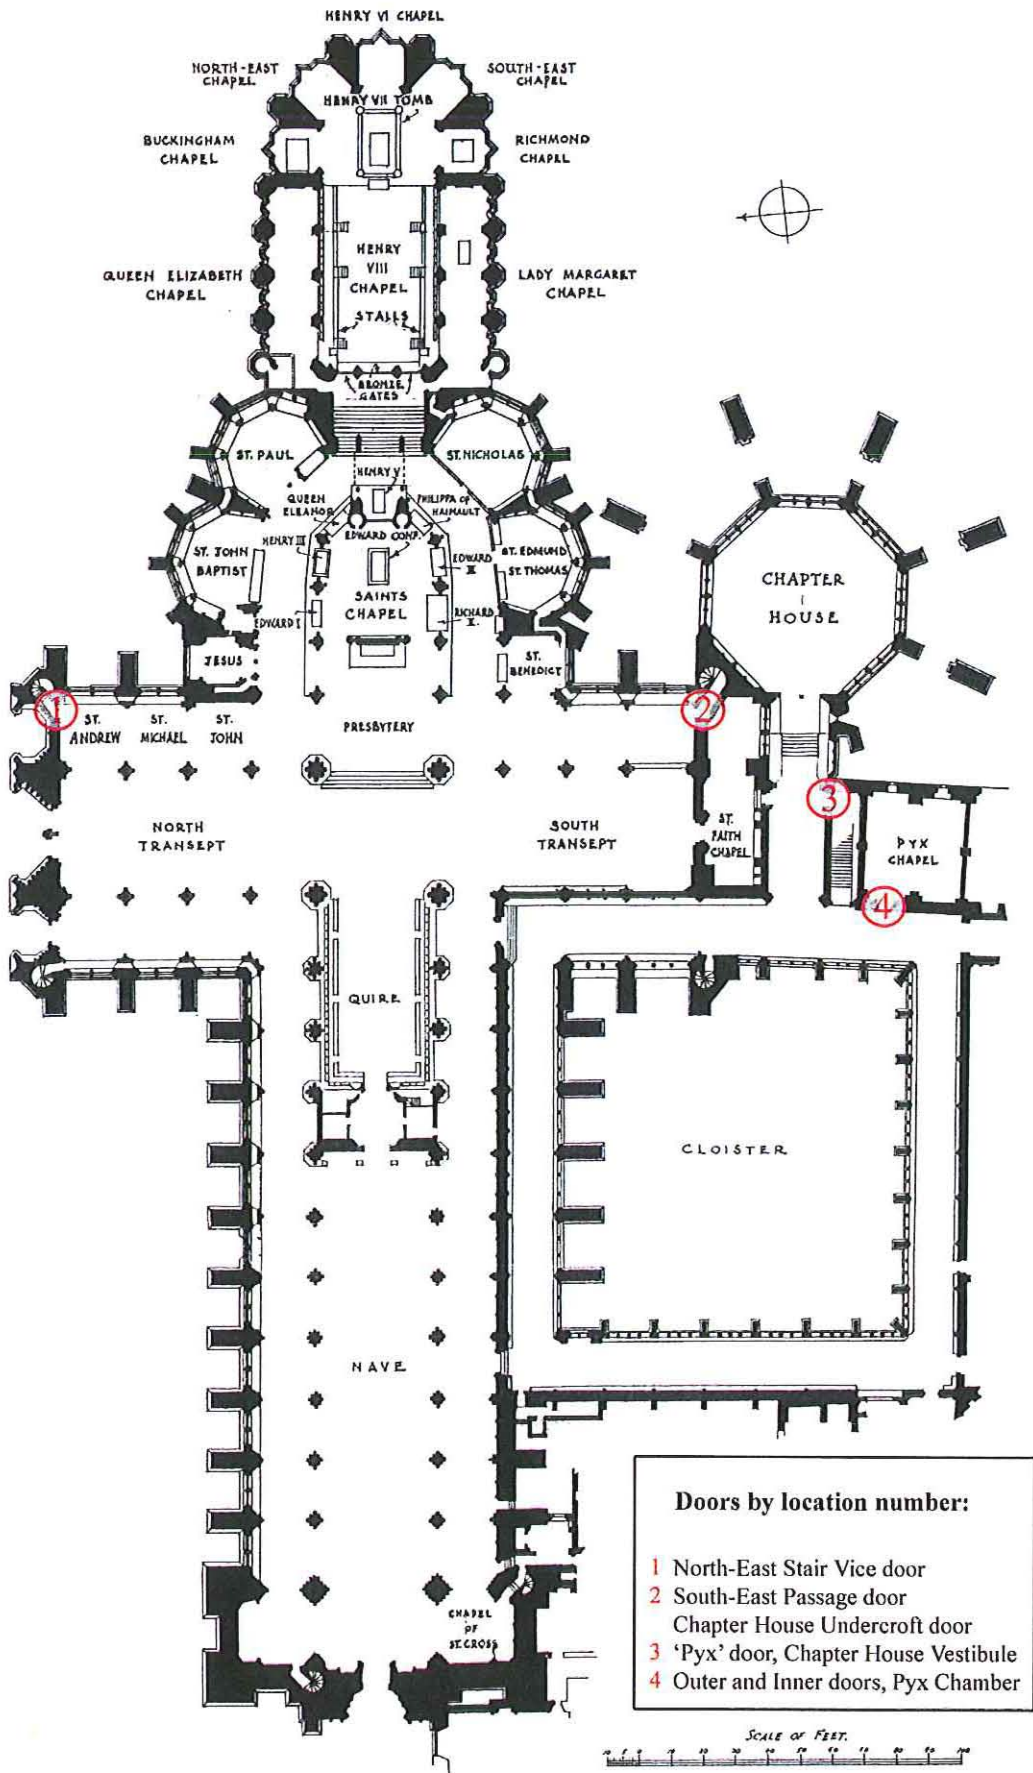 HENRY VI CHAPEL
NORTH-EAST
CHAPEL
SOUTH-EAST
CHAPEL
HENRY VII TOMB
BUCKINGHAM
CHAPEL
RICHMOND
CHAPEL
HENRY
VIII
CHAPEL
QUEEN ELIZABETH
CHAPEL
LADY MARGARET
CHAPEL
STALLS
BRONZE
GATES
ST. PAUL
ST. NICHOLAS
HENRY V
QUEEN
ELEANOR
PHILIPPA OF
HAINAULT
EDWARD CONF.
HENRY III
ST. JOHN
BAPTIST
EDWARD
III
ST. EDMUND
ST. THOMAS
SAINTS
CHAPEL
EDWARD I
RICHARD
II
CHAPTER
HOUSE
JESUS
ST.
BENEDICT
1
2
ST.
ANDREW
ST.
MICHAEL
ST.
JOHN
PRESBYTERY
3
NORTH
TRANSEPT
SOUTH
TRANSEPT
ST.
FAITH
CHAPEL
PYX
CHAPEL
4
QUIRE
CLOISTER
NAVE
CHAPEL
OF
ST. CROSS
Doors by location number:
1 North-East Stair Vice door
2 South-East Passage door
Chapter House Undercroft door
3 ‘Pyx’ door, Chapter House Vestibule
4 Outer and Inner doors, Pyx Chamber
SCALE OF FEET.